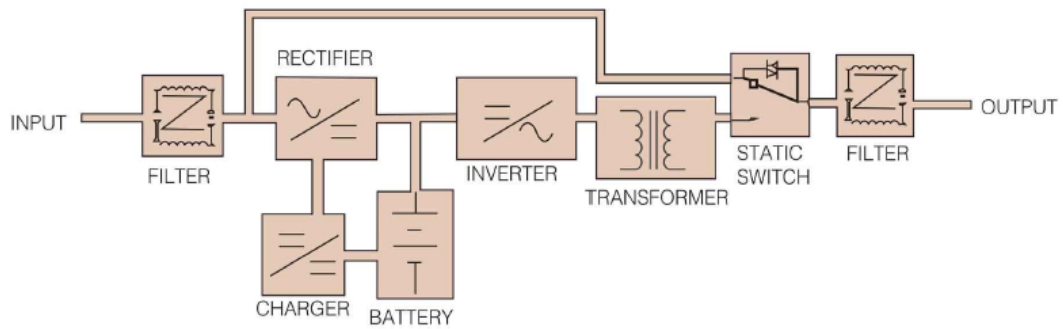 RECTIFIER
INPUT
OUTPUT
FILTER
INVERTER
STATIC
SWITCH
FILTER
TRANSFORMER
CHARGER
BATTERY